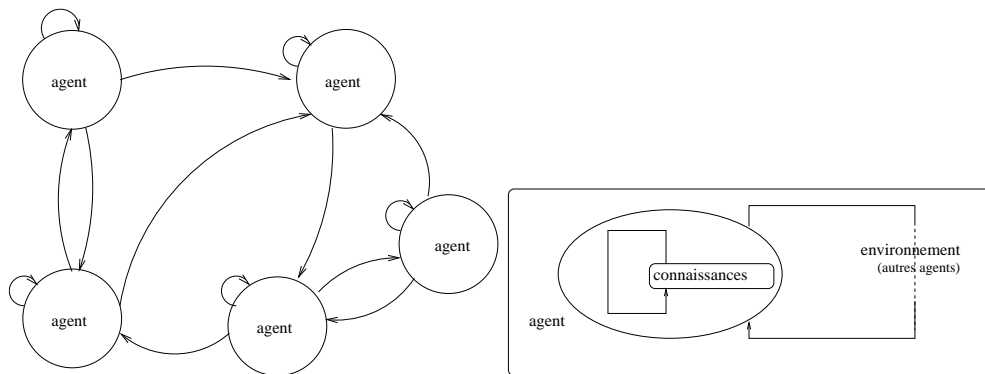 agent
agent
agent
agent
agent
environnement
(autres agents)
connaissances
agent